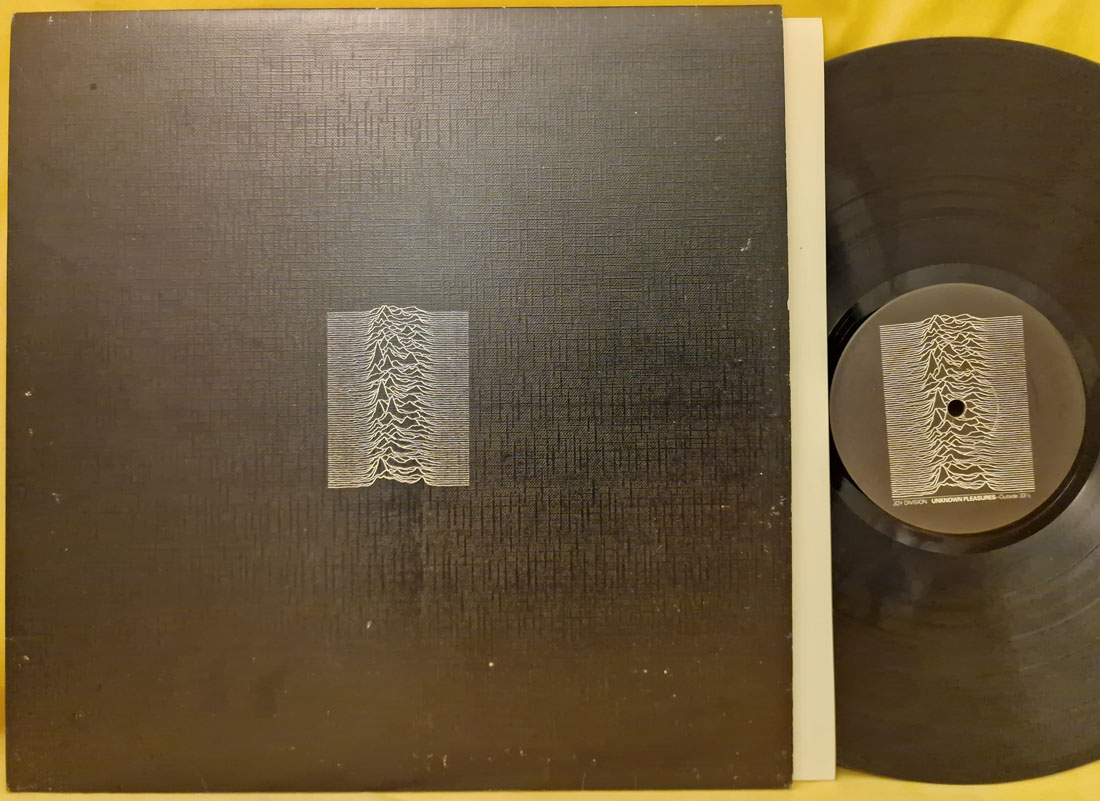 JOY DIVISION UNKNOWN PLEASURES–Outside 33⅓